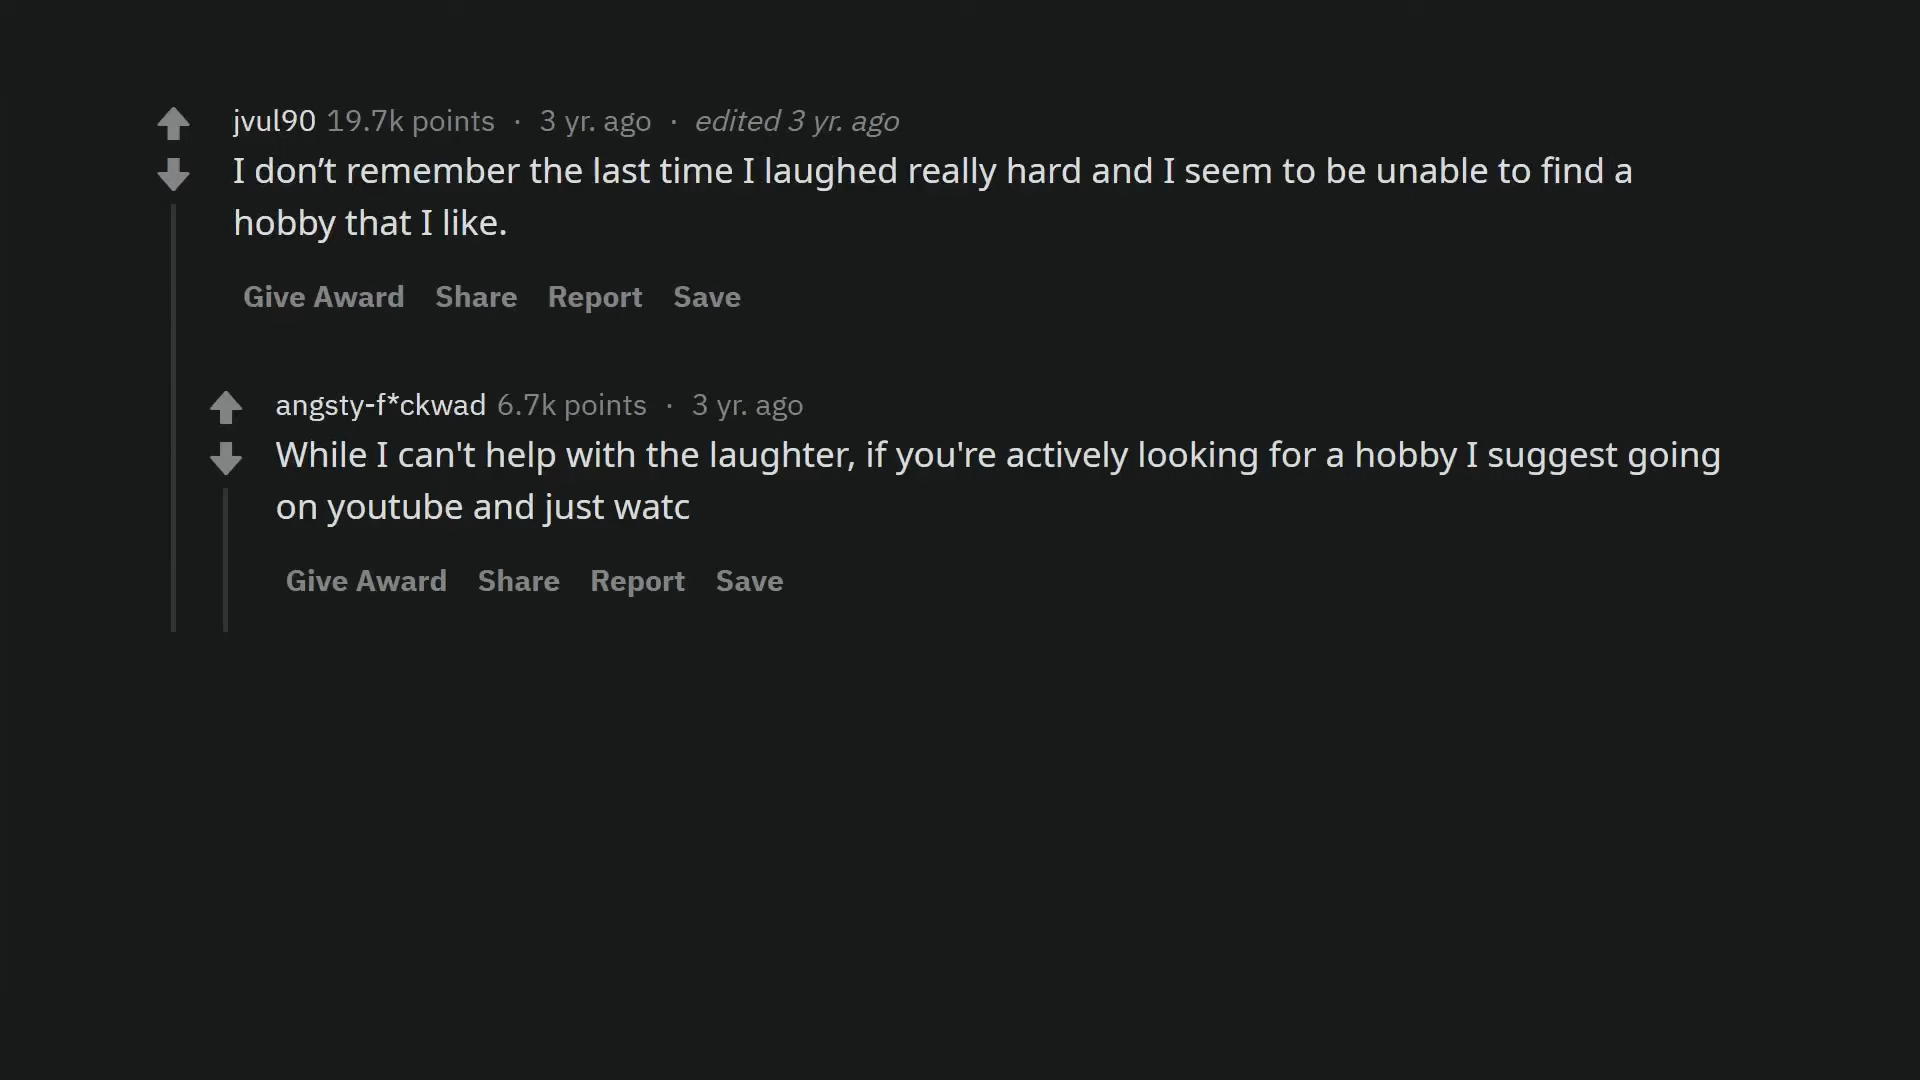 jvul90 19.7k points · 3 yr. ago · edited 3 yr. ago
I don’t remember the last time I laughed really hard and I seem to be unable to find a
hobby that I like.
Give Award Share Report Save
angsty-f*ckwad 6.7k points · 3 yr. ago
While I can't help with the laughter, if you're actively looking for a hobby I suggest going
on youtube and just watc
Give Award Share Report Save